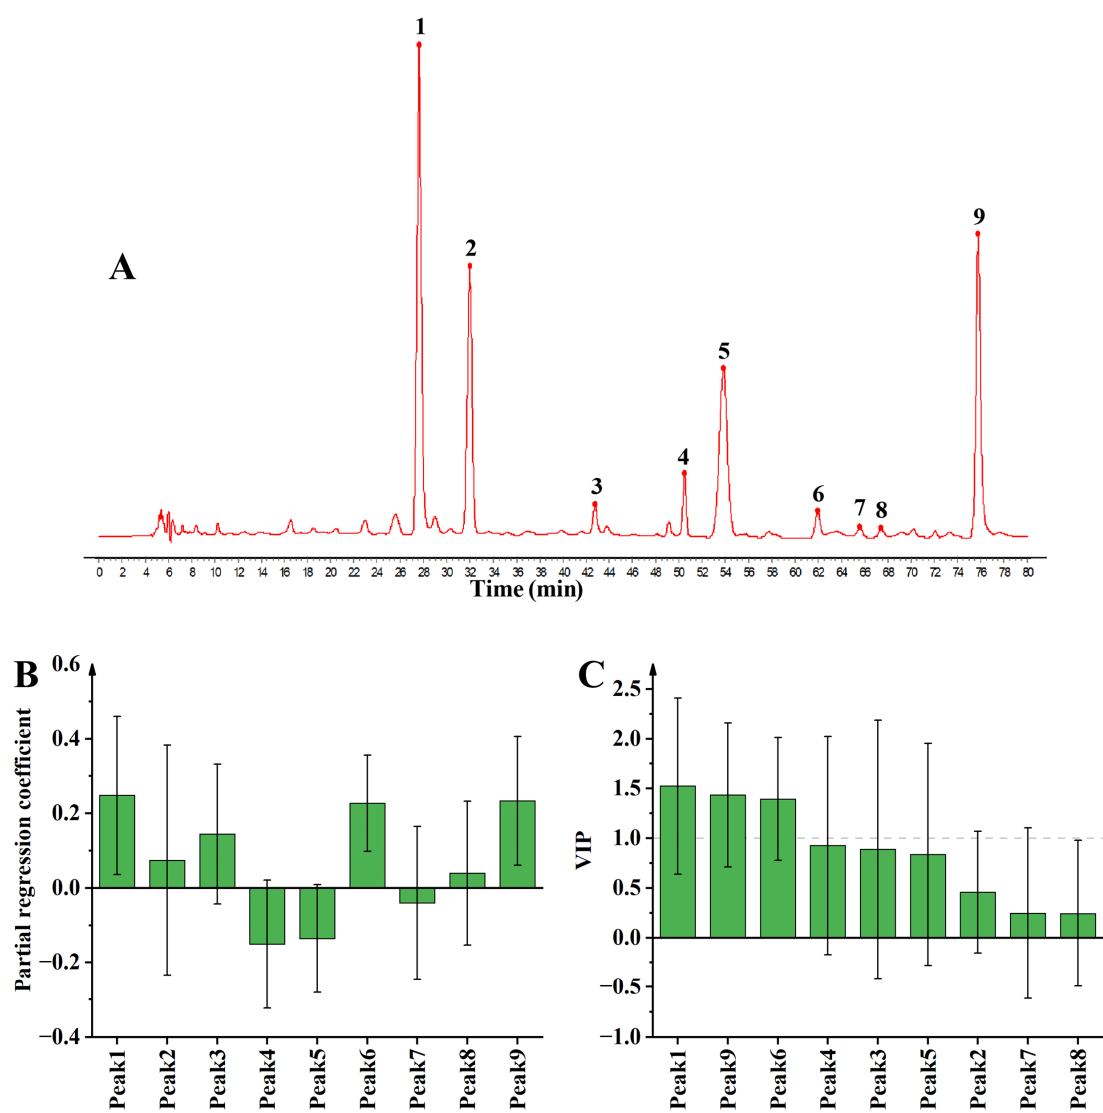 1
2
3
4
5
6
7
8
9
A
0 2 4 6 8 10 12 14 16 18 20 22 24 26 28 30 32 34 36 38 40 42 44 46 48 50 52 54 56 58 60 62 64 66 68 70 72 74 76 78 80
Time (min)
B
Partial regression coefficient
0.6
0.4
0.2
0.0
−0.2
−0.4
Peak1 Peak2 Peak3 Peak4 Peak5 Peak6 Peak7 Peak8 Peak9
C
VIP
2.5
2.0
1.5
1.0
0.5
0.0
−0.5
−1.0
Peak1 Peak9 Peak6 Peak4 Peak3 Peak5 Peak2 Peak7 Peak8